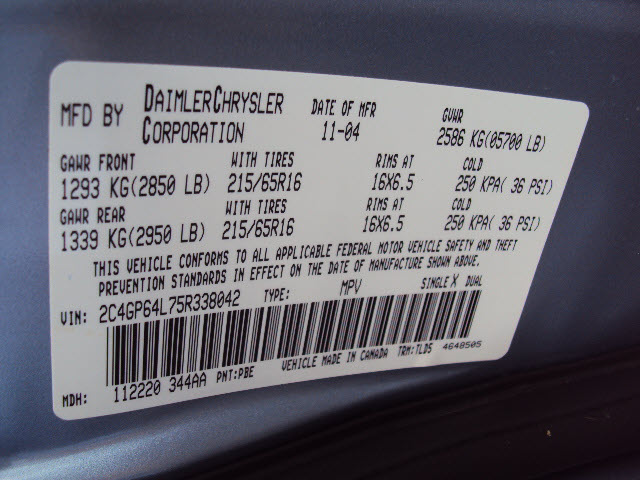 MFD BY DAIMLERCHRYSLER CORPORATION DATE OF MFR 11-04 GVWR 2586 KG(05700 LB)
GAWR FRONT WITH TIRES RIMS AT COLD
1293 KG(2850 LB) 215/65R16 16X6.5 250 KPA( 36 PSI)
GAWR REAR WITH TIRES RIMS AT COLD
1339 KG(2950 LB) 215/65R16 16X6.5 250 KPA( 36 PSI)
THIS VEHICLE CONFORMS TO ALL APPLICABLE FEDERAL MOTOR VEHICLE SAFETY AND THEFT
PREVENTION STANDARDS IN EFFECT ON THE DATE OF MANUFACTURE SHOWN ABOVE.
VIN: 2C4GP64L75R338042 TYPE: MPV SINGLE X DUAL
MDH: 112220 344AA PNT:PBE VEHICLE MADE IN CANADA TRM:TLD5 4648505